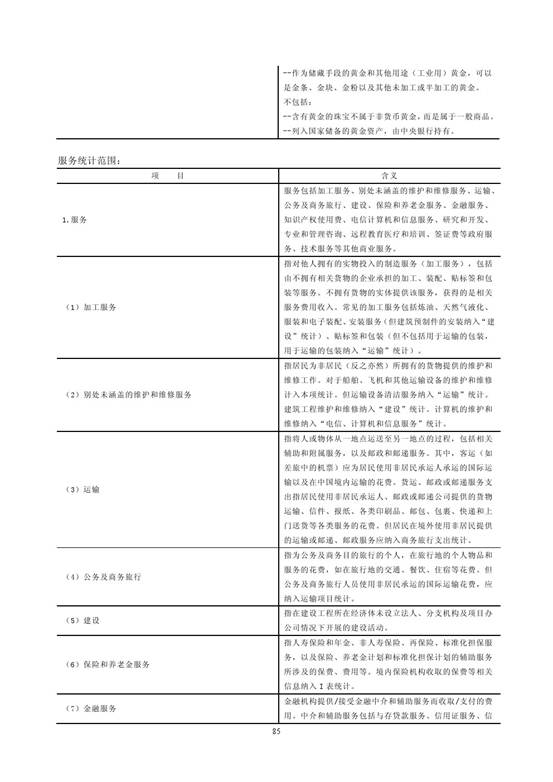 --作为储藏手段的黄金和其他用途（工业用）黄金，可以
是金条、金块、金粉以及其他未加工或半加工的黄金。
不包括：
--含有黄金的珠宝不属于非货币黄金，而是属于一般商品。
--列入国家储备的黄金资产，由中央银行持有。
服务统计范围：
项　　目
含义
1.服务
服务包括加工服务、别处未涵盖的维护和维修服务、运输、
公务及商务旅行、建设、保险和养老金服务、金融服务、
知识产权使用费、电信计算机和信息服务、研究和开发、
专业和管理咨询、远程教育医疗和培训、签证费等政府服
务、技术服务等其他商业服务。
（1）加工服务
指对他人拥有的实物投入的制造服务（加工服务），包括
由不拥有相关货物的企业承担的加工、装配、贴标签和包
装等服务。不拥有货物的实体提供该服务，获得的是相关
服务费用收入。常见的加工服务包括炼油、天然气液化、
服装和电子装配、安装服务（但建筑预制件的安装纳入“建
设”统计）、贴标签和包装（但不包括用于运输的包装，
用于运输的包装纳入“运输”统计）。
（2）别处未涵盖的维护和维修服务
指居民为非居民（反之亦然）所拥有的货物提供的维护和
维修工作。对于船舶、飞机和其他运输设备的维护和维修
计入本项统计。但运输设备清洁服务纳入“运输”统计。
建筑工程维护和维修纳入“建设”统计。计算机的维护和
维修纳入“电信、计算机和信息服务”统计。
（3）运输
指将人或物体从一地点运送至另一地点的过程，包括相关
辅助和附属服务，以及邮政和邮递服务。其中，客运（如
差旅中的机票）应为居民使用非居民承运人承运的国际运
输以及在中国境内运输的花费。货运、邮政或邮递服务支
出指居民使用非居民承运人、邮政或邮递公司提供的货物
运输、信件、报纸、各类印刷品、邮包、包裹、快递和上
门送货等各类服务的花费。但居民在境外使用非居民提供
的运输或邮递、邮政服务应纳入商务旅行支出统计。
（4）公务及商务旅行
指为公务及商务目的旅行的个人，在旅行地的个人物品和
服务的花费，如在旅行地的交通、餐饮、住宿等花费。但
公务及商务旅行人员使用非居民承运的国际运输花费，应
纳入运输项目统计。
（5）建设
指在建设工程所在经济体未设立法人、分支机构及项目办
公司情况下开展的建设活动。
（6）保险和养老金服务
指人寿保险和年金、非人寿保险、再保险、标准化担保服
务，以及保险、养老金计划和标准化担保计划的辅助服务
所涉及的保费、费用等。境内保险机构收取的保费等相关
信息纳入 I 表统计。
（7）金融服务
金融机构提供/接受金融中介和辅助服务而收取/支付的费
用。中介和辅助服务包括与存贷款服务、信用证服务、信
85